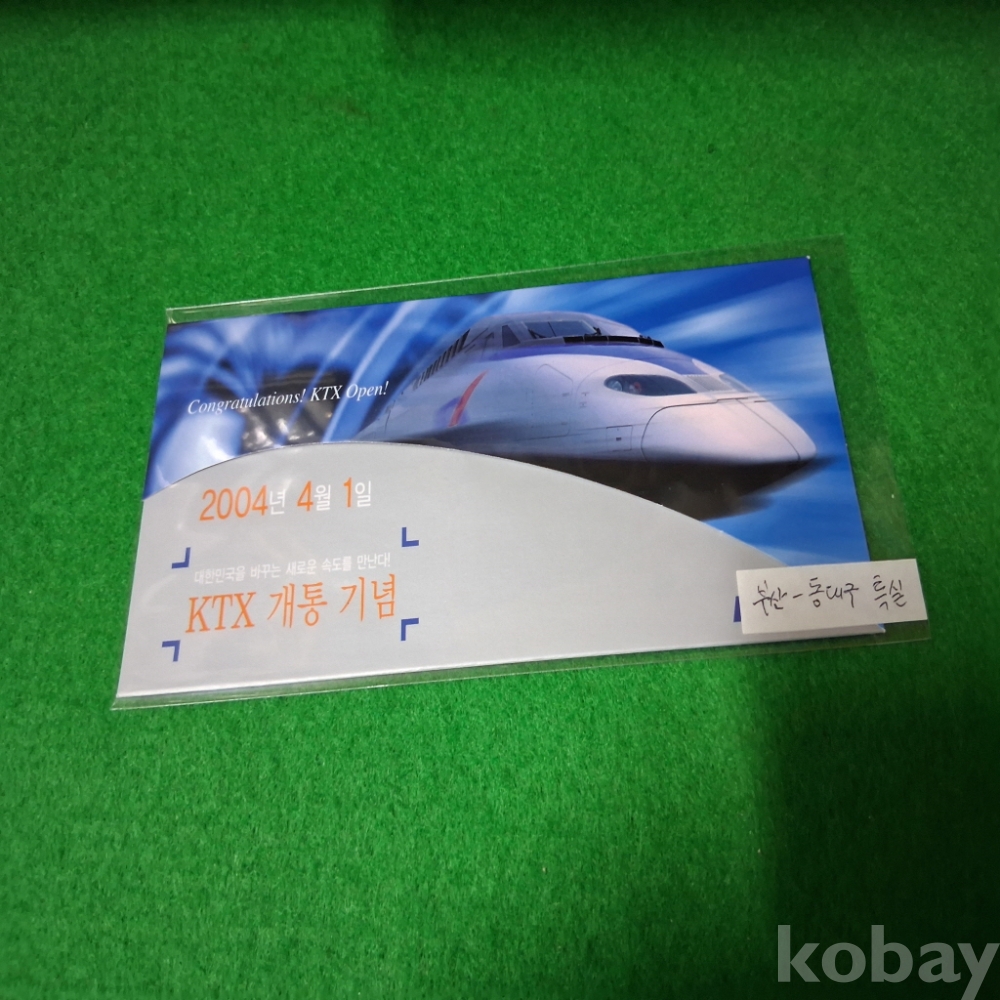 Congratulations! KTX Open!
2004년 4월 1일
대한민국을 바꾸는 새로운 속도를 만난다!
KTX 개통 기념
부산-동대구 특실
kobay